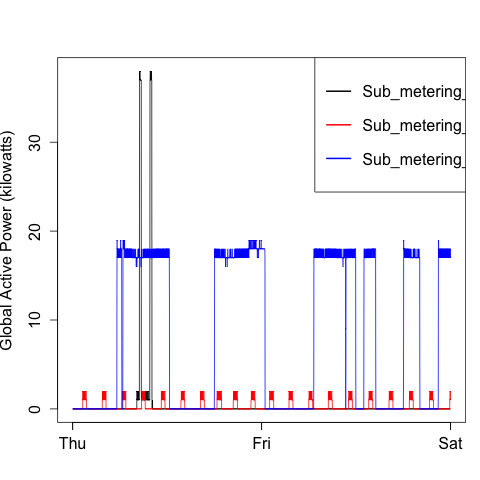 Global Active Power (kilowatts)
30
20
10
0
Thu
Fri
Sat
Sub_metering_
Sub_metering_
Sub_metering_